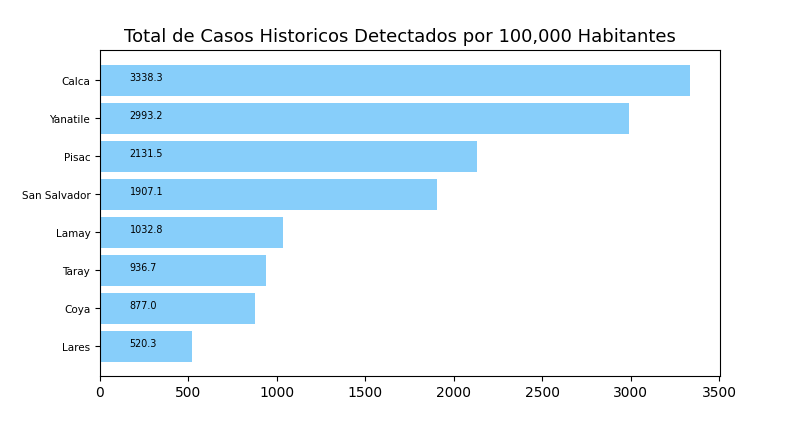 Total de Casos Historicos Detectados por 100,000 Habitantes
Calca 3338.3
Yanatile 2993.2
Pisac 2131.5
San Salvador 1907.1
Lamay 1032.8
Taray 936.7
Coya 877.0
Lares 520.3
0 500 1000 1500 2000 2500 3000 3500